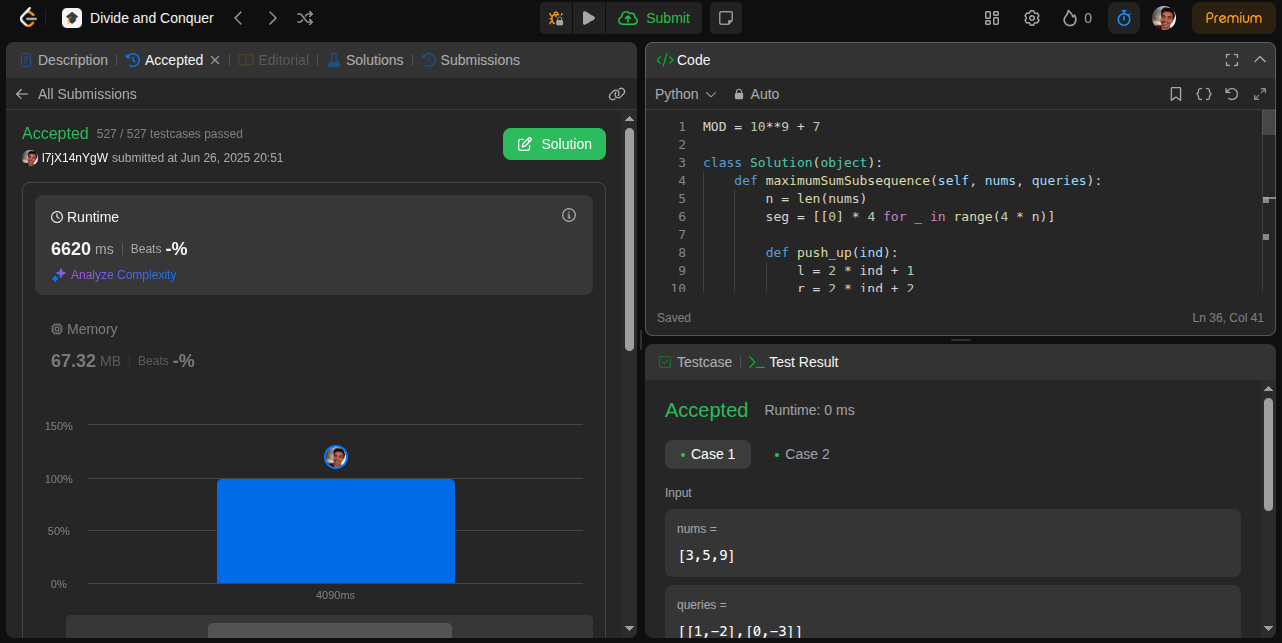 Divide and Conquer
Submit
0
Premium
Description
Accepted
Editorial
Solutions
Submissions
All Submissions
Accepted 527 / 527 testcases passed
l7jX14nYgW submitted at Jun 26, 2025 20:51
Solution
Runtime
6620 ms Beats -%
Analyze Complexity
Memory
67.32 MB Beats -%
150%
100%
50%
0%
4090ms
</> Code
Python
Auto
1 MOD = 10**9 + 7
2
3 class Solution(object):
4 def maximumSumSubsequence(self, nums, queries):
5 n = len(nums)
6 seg = [[0] * 4 for _ in range(4 * n)]
7
8 def push_up(ind):
9 l = 2 * ind + 1
10 r = 2 * ind + 2
Saved
Ln 36, Col 41
Testcase
Test Result
Accepted Runtime: 0 ms
Case 1
Case 2
Input
nums =
[3,5,9]
queries =
[[1,-2],[0,-3]]